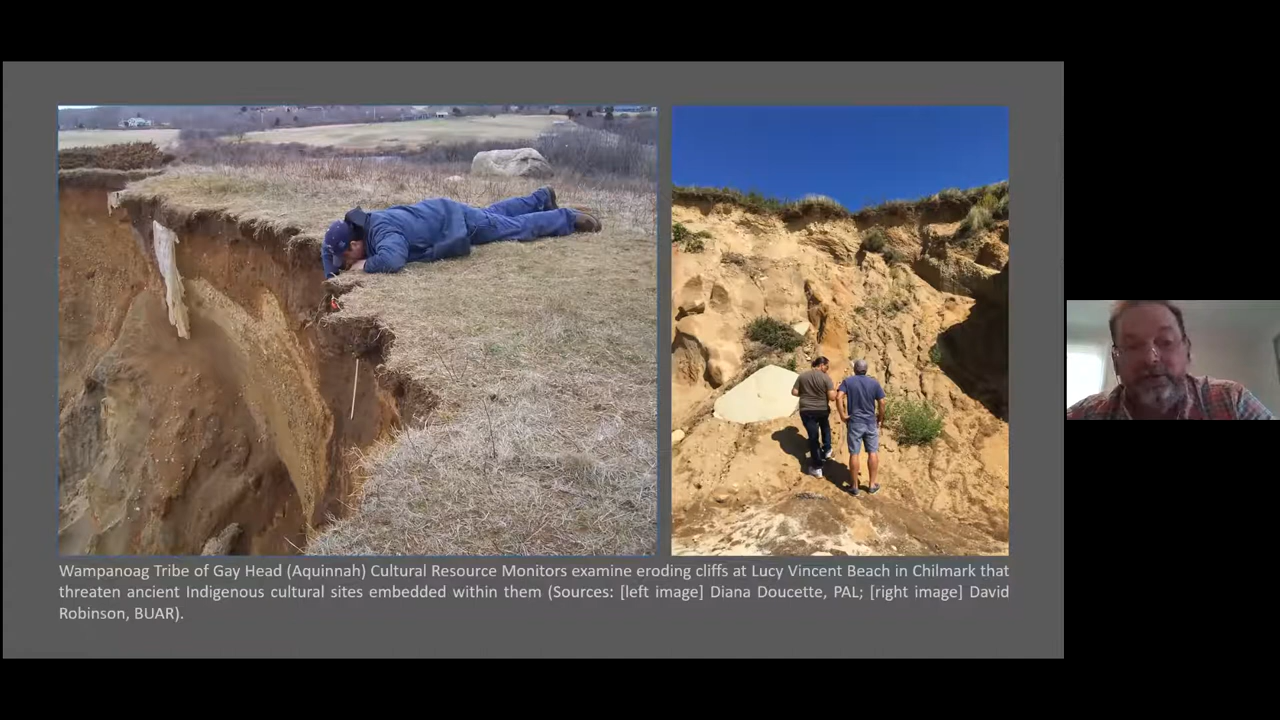 Wampanoag Tribe of Gay Head (Aquinnah) Cultural Resource Monitors examine eroding cliffs at Lucy Vincent Beach in Chilmark that
threaten ancient Indigenous cultural sites embedded within them (Sources: [left image] Diana Doucette, PAL; [right image] David
Robinson, BUAR).